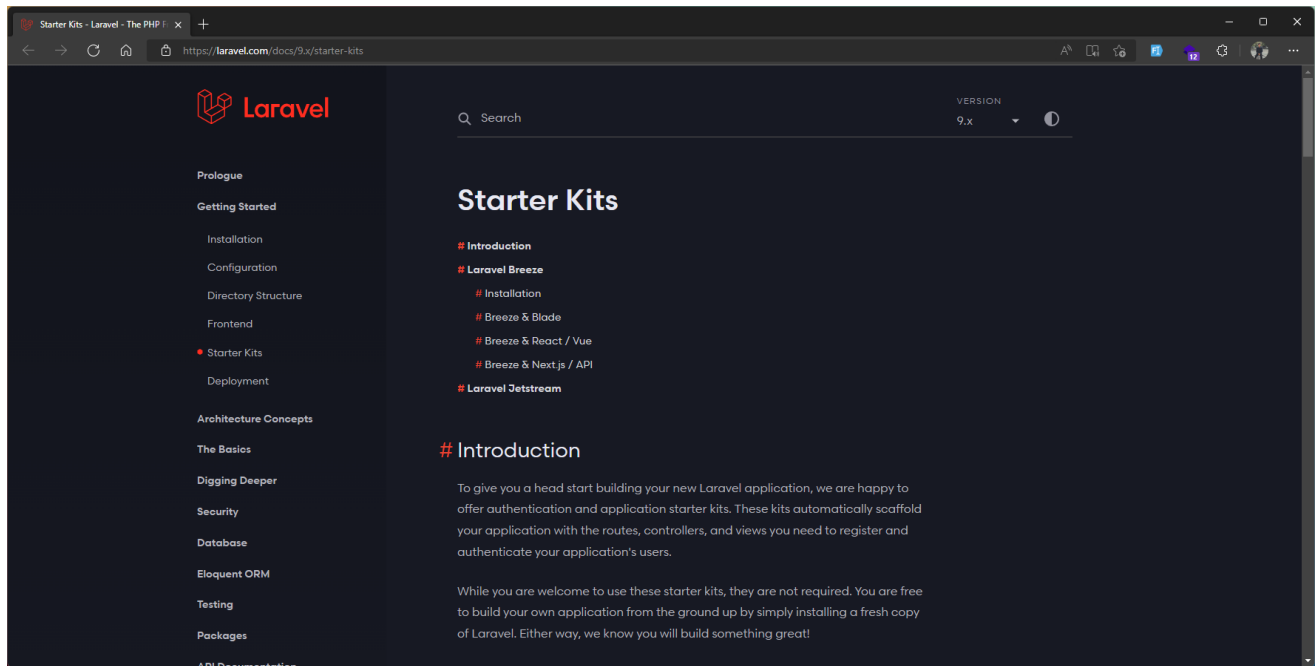 Starter Kits - Laravel - The PHP F
https://laravel.com/docs/9.x/starter-kits
12
Laravel
Search
VERSION
9.x
Prologue
Getting Started
Installation
Configuration
Directory Structure
Frontend
Starter Kits
Deployment
Architecture Concepts
The Basics
Digging Deeper
Security
Database
Eloquent ORM
Testing
Packages
API Documentation
Starter Kits
# Introduction
# Laravel Breeze
# Installation
# Breeze & Blade
# Breeze & React / Vue
# Breeze & Next.js / API
# Laravel Jetstream
# Introduction
To give you a head start building your new Laravel application, we are happy to
offer authentication and application starter kits. These kits automatically scaffold
your application with the routes, controllers, and views you need to register and
authenticate your application's users.
While you are welcome to use these starter kits, they are not required. You are free
to build your own application from the ground up by simply installing a fresh copy
of Laravel. Either way, we know you will build something great!